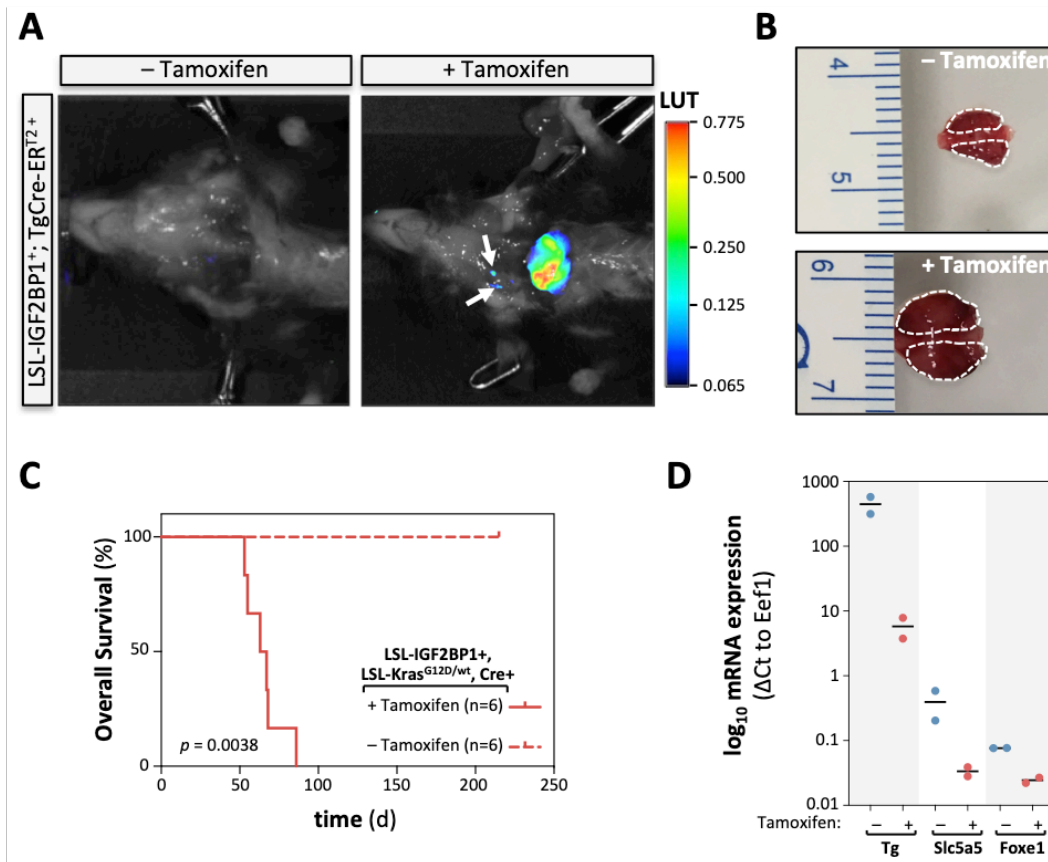 A
– Tamoxifen
+ Tamoxifen
LSL-IGF2BP1⁺; TgCre-ERᵀ² ⁺
LUT
0.775
0.500
0.250
0.125
0.065
B
– Tamoxifen
4
5
+ Tamoxifen
6
7
C
Overall Survival (%)
100
50
0
LSL-IGF2BP1+,
LSL-Krasᴳ¹²ᴰ/ʷᵗ, Cre+
+ Tamoxifen (n=6)
– Tamoxifen (n=6)
p = 0.0038
0 50 100 150 200 250
time (d)
D
log₁₀ mRNA expression
(ΔCt to Eef1)
1000
100
10
1
0.1
0.01
Tamoxifen: – + – + – +
Tg Slc5a5 Foxe1